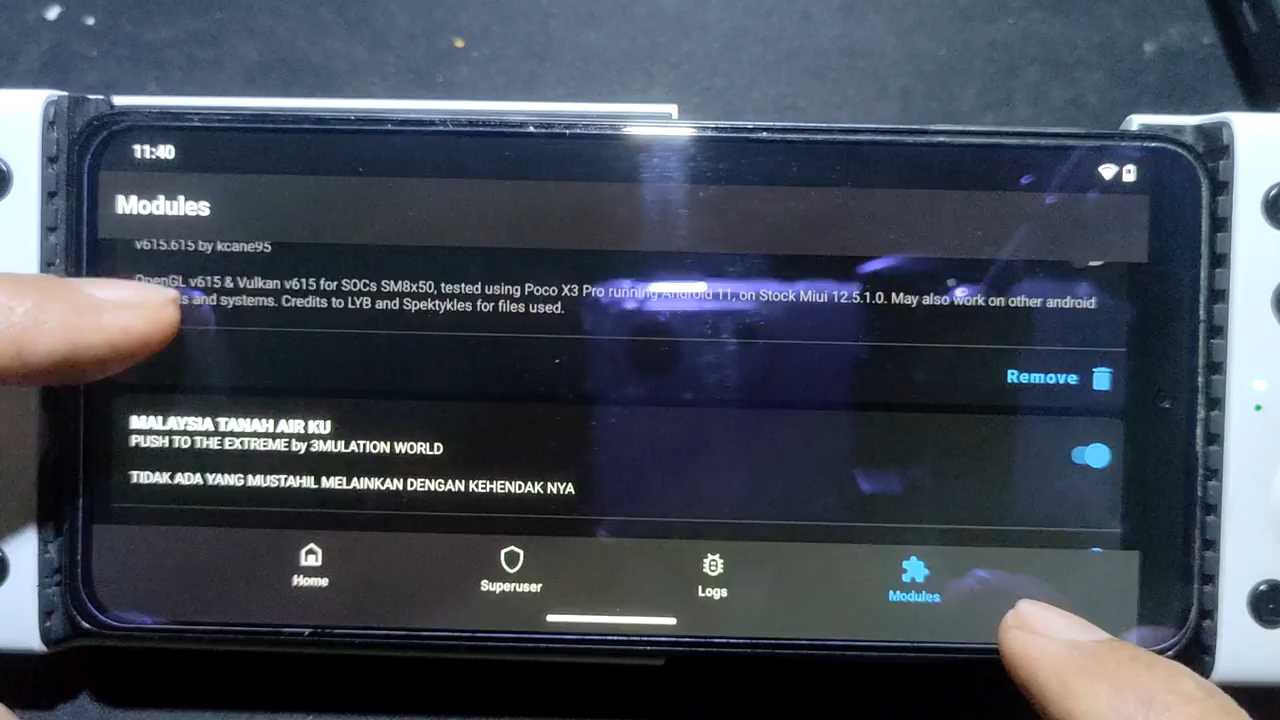 11:40
Modules
v615.615 by kcane95
OpenGL v615 & Vulkan v615 for SOCs SM8x50, tested using Poco X3 Pro running Android 11, on Stock Miui 12.5.1.0. May also work on other android
and systems. Credits to LYB and Spektykles for files used.
Remove
MALAYSIA TANAH AIR KU
PUSH TO THE EXTREME by 3MULATION WORLD
TIDAK ADA YANG MUSTAHIL MELAINKAN DENGAN KEHENDAK NYA
Home
Superuser
Logs
Modules